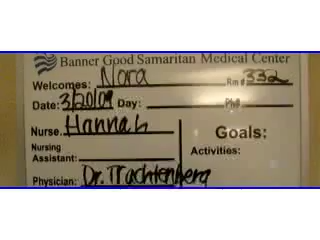 Banner Good Samaritan Medical Center
Welcomes: Nora Rm# 332
Date: 3/20/09 Day: Ph#
Nurse. Hannah Goals:
Nursing
Assistant: Activities:
Physician: Dr. Trachtenberg